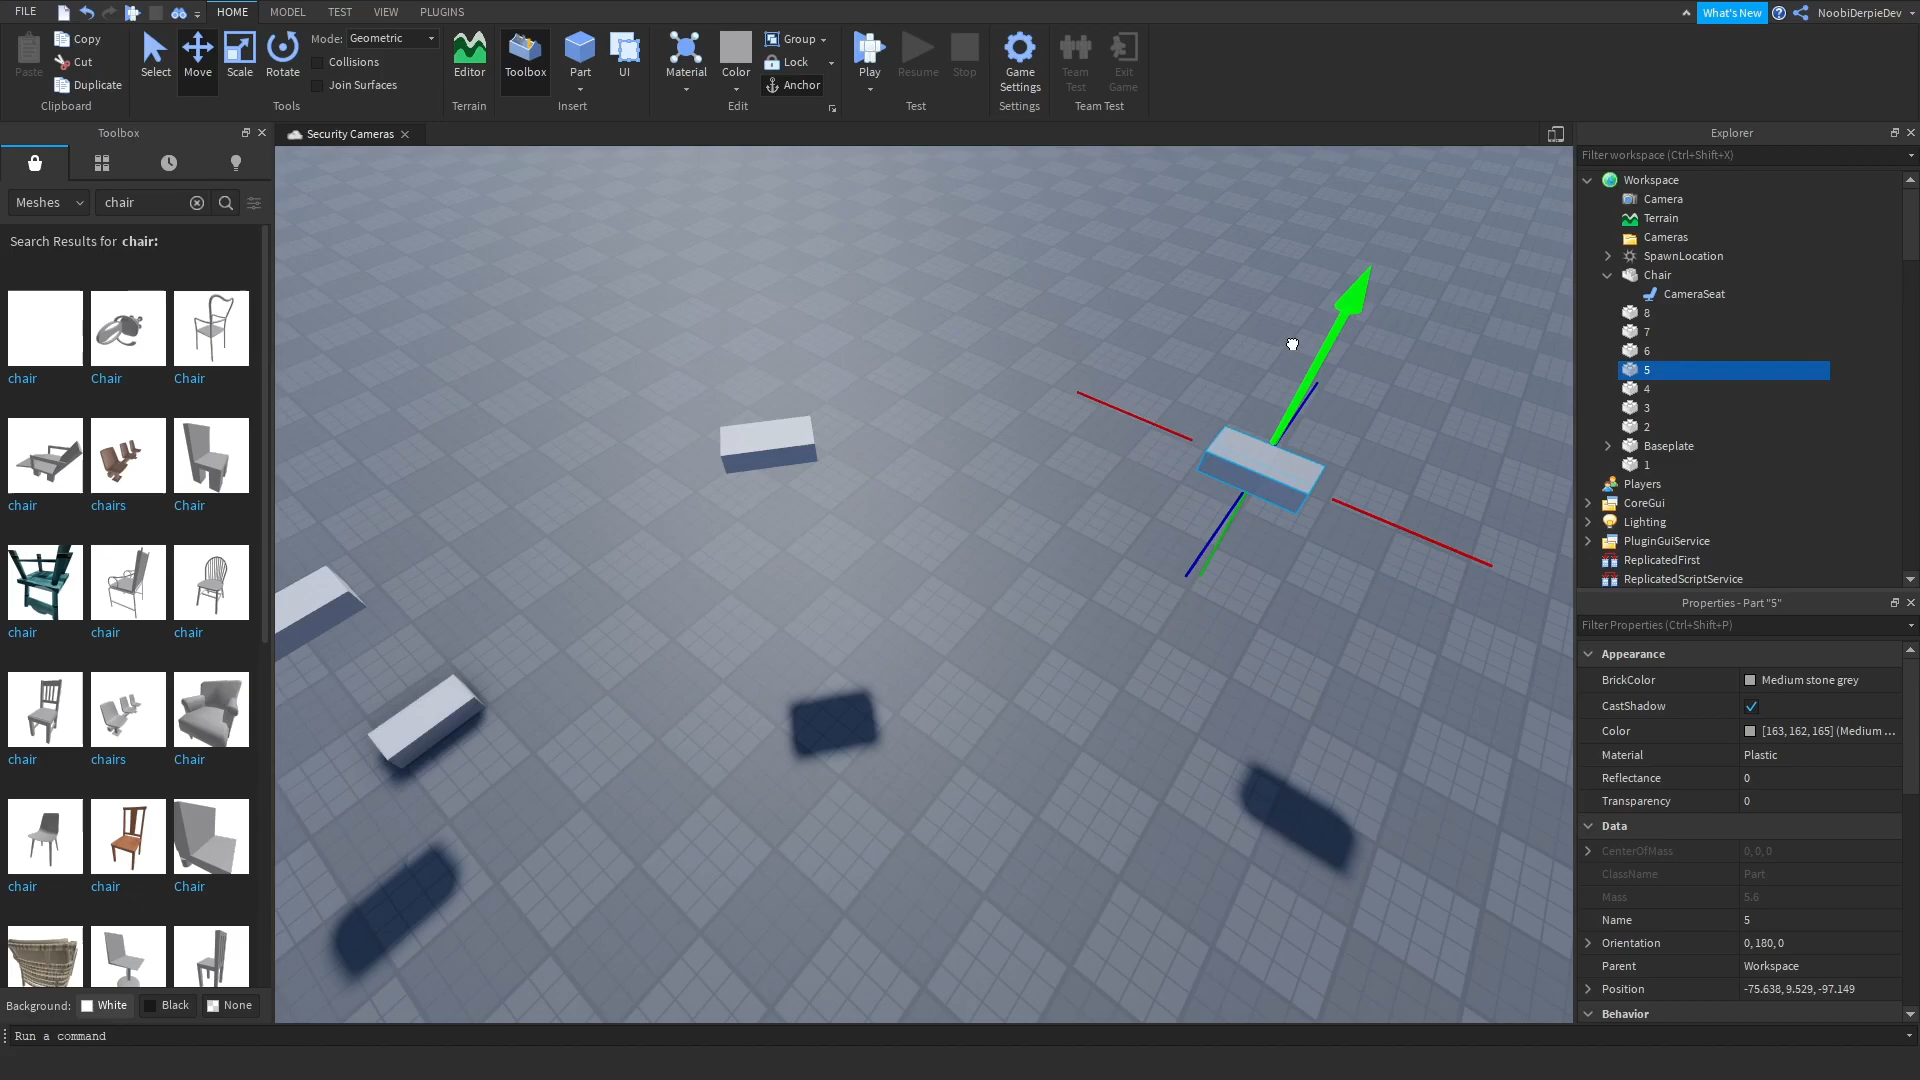 FILE HOME MODEL TEST VIEW PLUGINS What's New NoobiDerpieDev
Paste Copy Cut Duplicate Clipboard
Select Move Scale Rotate Mode: Geometric Collisions Join Surfaces Tools
Editor Terrain
Toolbox Part UI Insert
Material Color Group Lock Anchor Edit
Play Resume Stop Test
Game Settings Settings
Team Test Exit Game Team Test
Toolbox
Meshes chair
Search Results for chair:
chair Chair Chair
chair chairs Chair
chair chair chair
chair chairs Chair
chair chair Chair
Background: White Black None
Security Cameras
Explorer
Filter workspace (Ctrl+Shift+X)
Workspace
Camera
Terrain
Cameras
SpawnLocation
Chair
CameraSeat
8
7
6
5
4
3
2
Baseplate
1
Players
CoreGui
Lighting
PluginGuiService
ReplicatedFirst
ReplicatedScriptService
Properties - Part "5"
Filter Properties (Ctrl+Shift+P)
Appearance
BrickColor Medium stone grey
CastShadow
Color [163, 162, 165] (Medium ...
Material Plastic
Reflectance 0
Transparency 0
Data
CenterOfMass 0, 0, 0
ClassName Part
Mass 5.6
Name 5
Orientation 0, 180, 0
Parent Workspace
Position -75.638, 9.529, -97.149
Behavior
Run a command